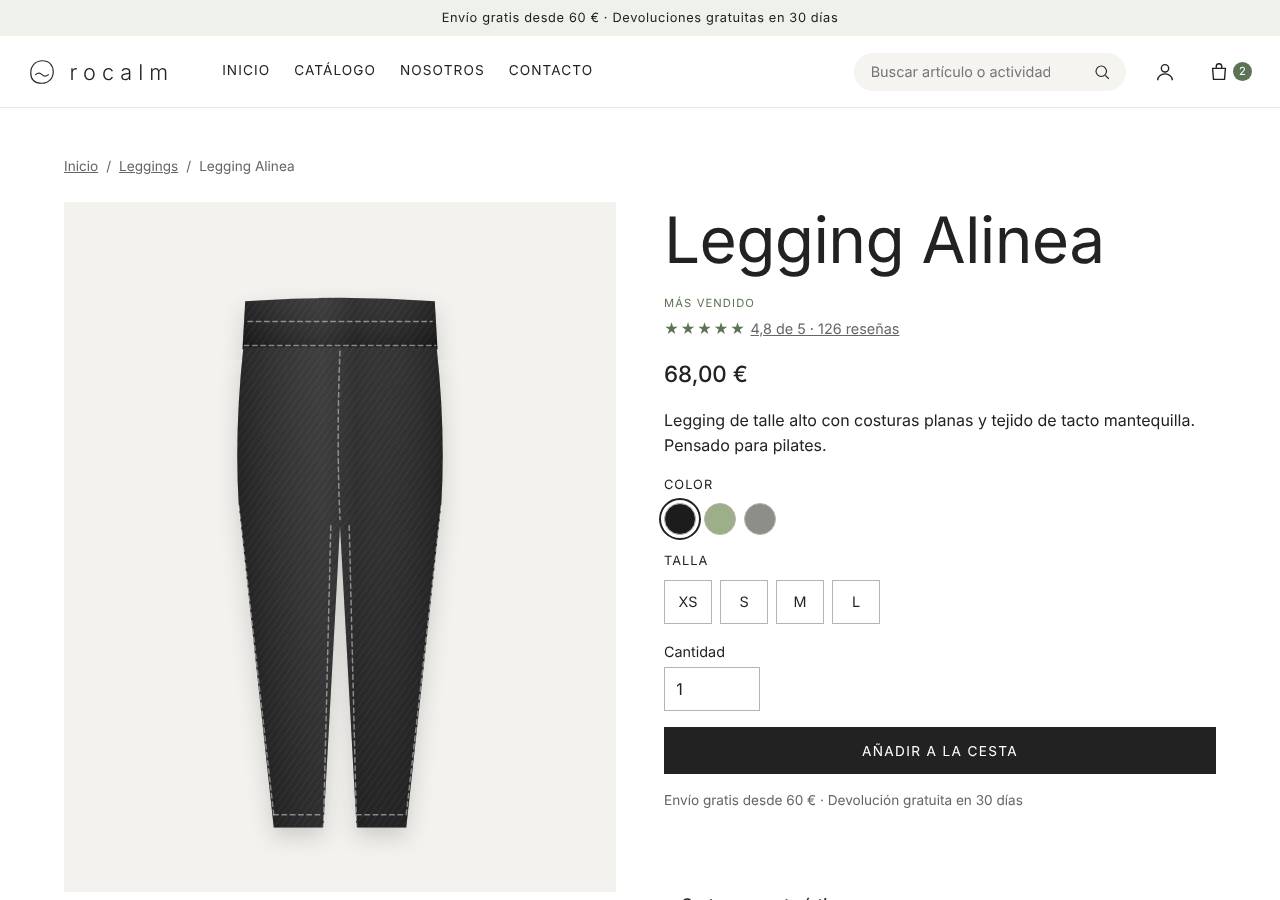 Envío gratis desde 60 € · Devoluciones gratuitas en 30 días
rocalm
INICIO CATÁLOGO NOSOTROS CONTACTO
Buscar artículo o actividad
2
Inicio / Leggings / Legging Alinea
Legging Alinea
MÁS VENDIDO
★★★★★ 4,8 de 5 · 126 reseñas
68,00 €
Legging de talle alto con costuras planas y tejido de tacto mantequilla.
Pensado para pilates.
COLOR
TALLA
XS S M L
Cantidad
1
AÑADIR A LA CESTA
Envío gratis desde 60 € · Devolución gratuita en 30 días